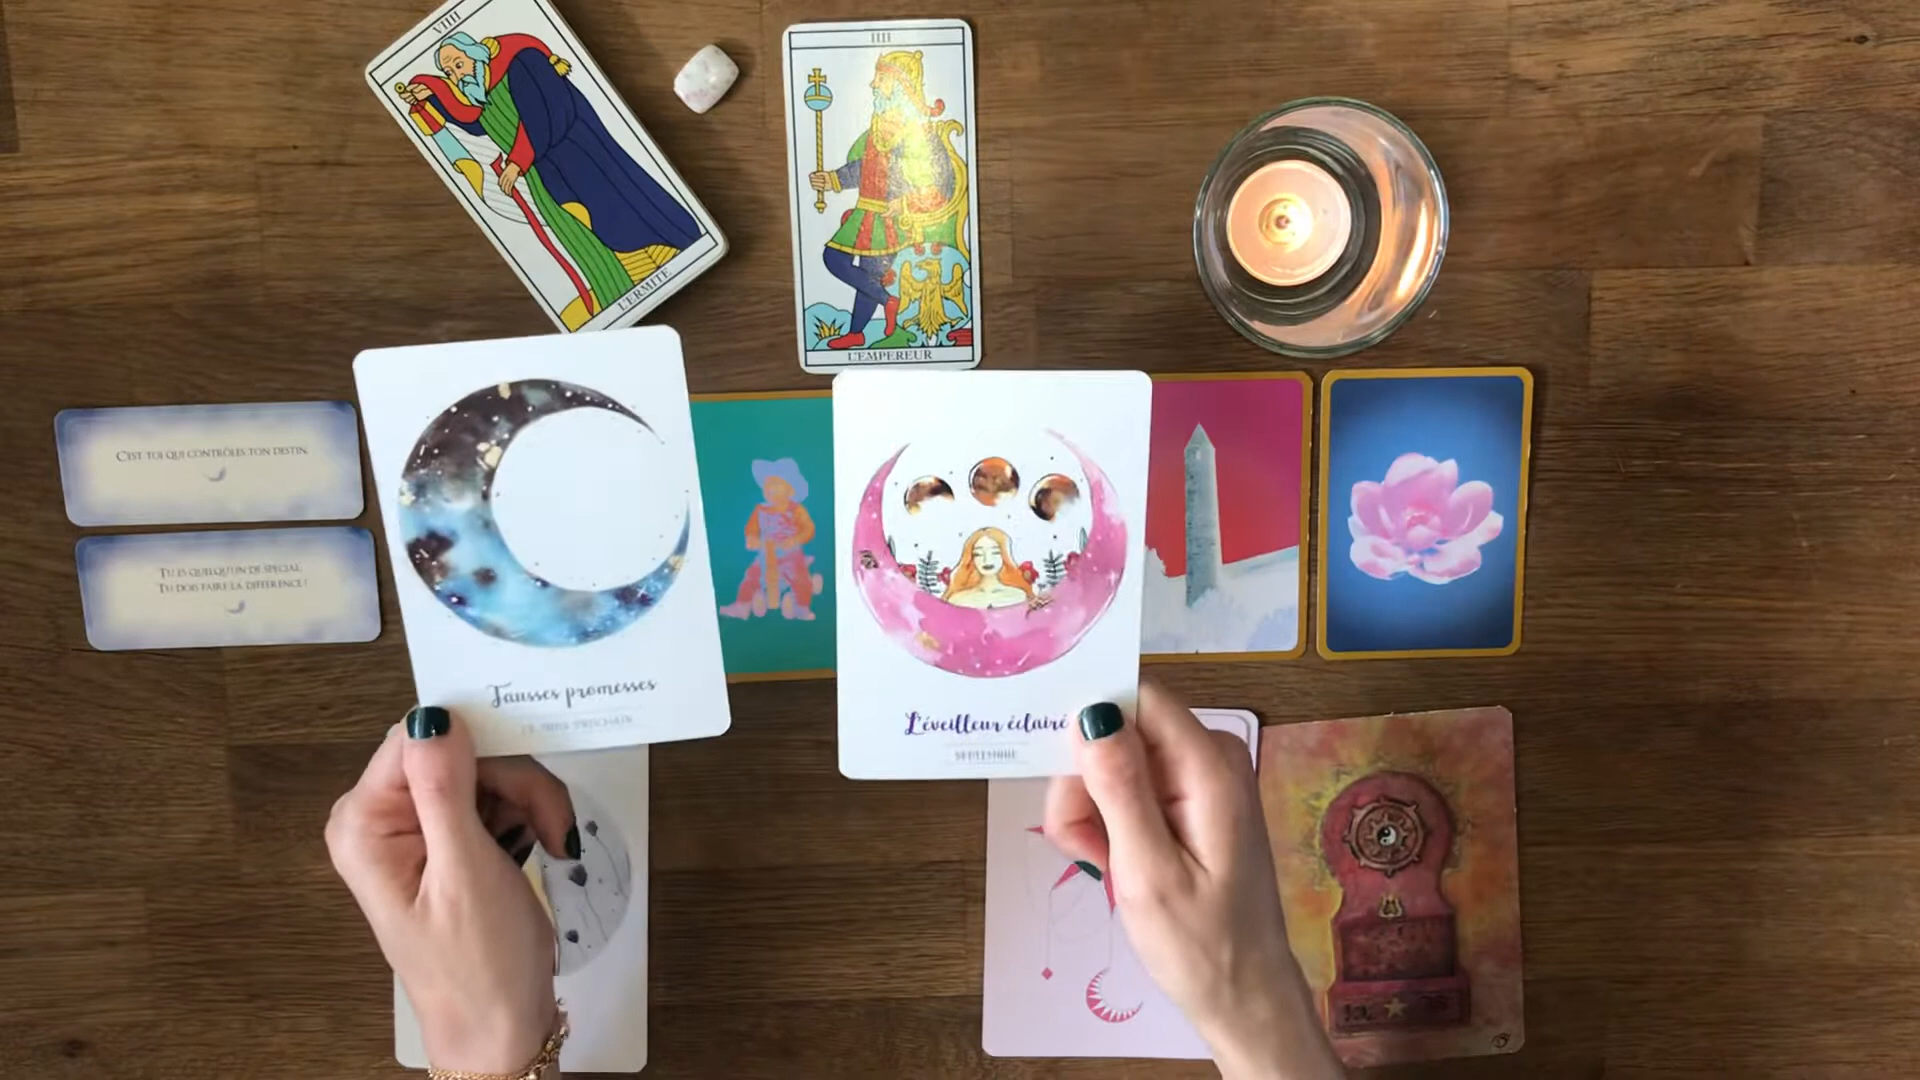 VIIII
L'ERMITE
IIII
L'EMPEREUR
C'EST TOI QUI CONTRÔLES TON DESTIN.
TU ES QUELQU'UN DE SPÉCIAL.
TU DOIS FAIRE LA DIFFÉRENCE !
Fausses promesses
L'éveilleur éclairé
SEPTEMBRE